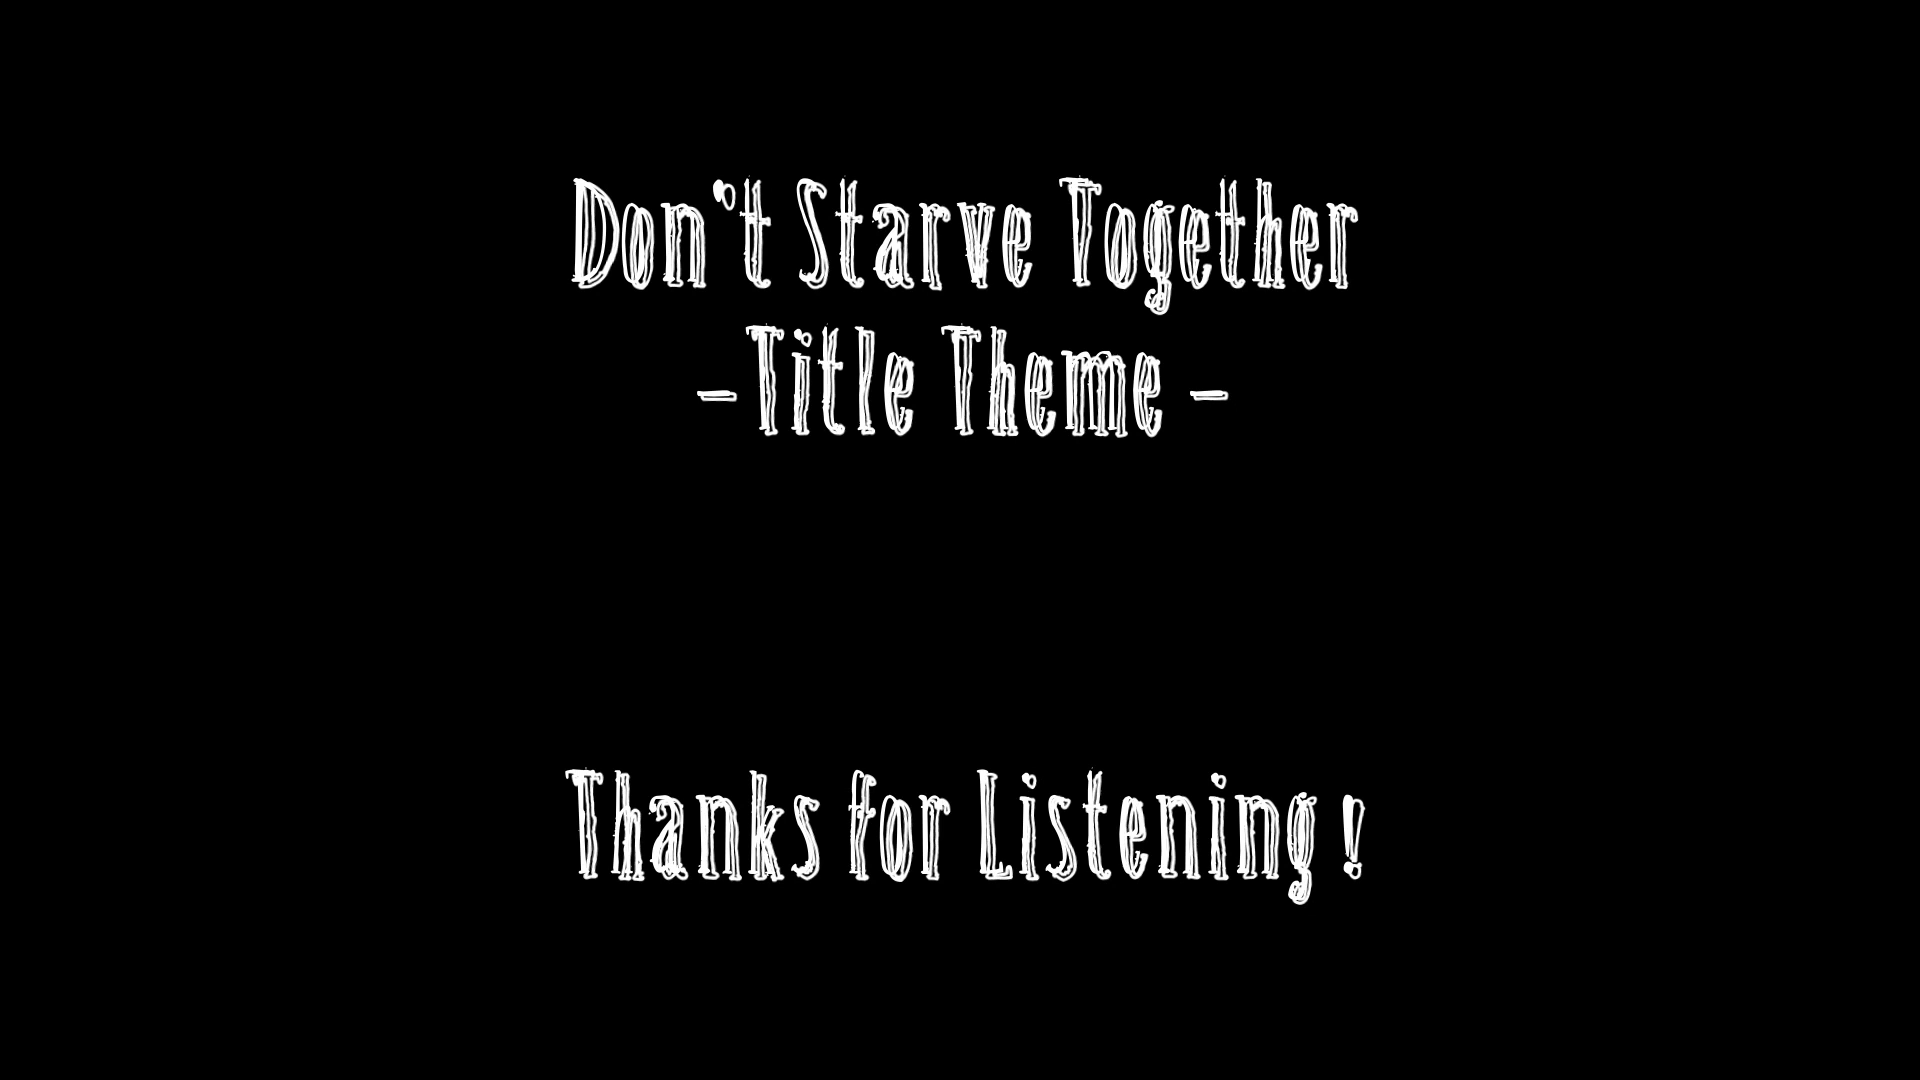 Don't Starve Together
- Title Theme -
Thanks for Listening !